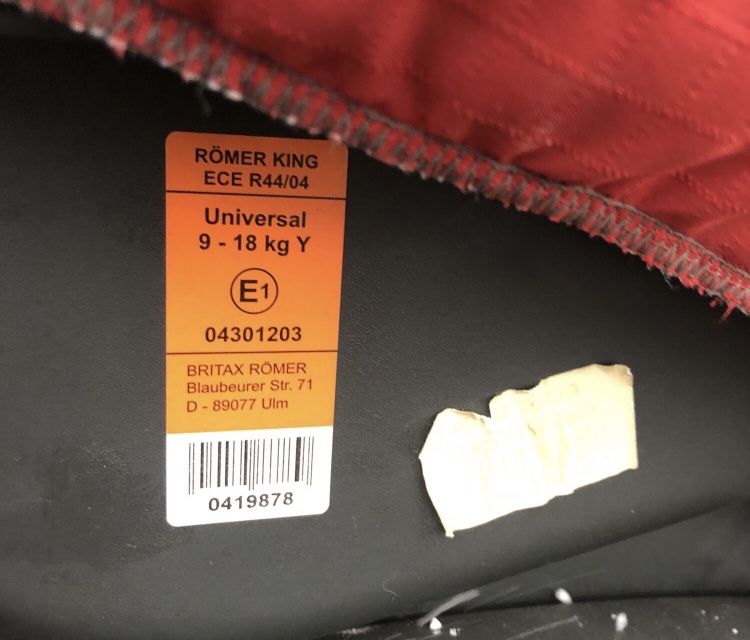 RÖMER KING
ECE R44/04
Universal
9 - 18 kg Y
E1
04301203
BRITAX RÖMER
Blaubeurer Str. 71
D - 89077 Ulm
0419878